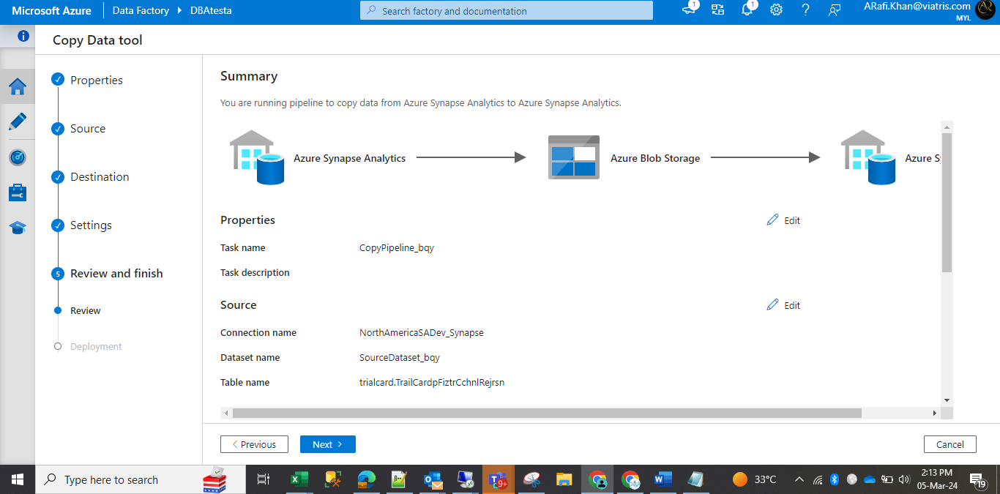 Microsoft Azure
Data Factory
DBAtesta
Search factory and documentation
1
1
ARafi.Khan@viatris.com
MYL
Copy Data tool
Properties
Source
Destination
Settings
5
Review and finish
Review
Deployment
Summary
You are running pipeline to copy data from Azure Synapse Analytics to Azure Synapse Analytics.
Azure Synapse Analytics
Azure Blob Storage
Azure S
Properties
Edit
Task name
CopyPipeline_bqy
Task description
Source
Edit
Connection name
NorthAmericaSADev_Synapse
Dataset name
SourceDataset_bqy
Table name
trialcard.TrailCardpFiztrCchnlRejrsn
Previous
Next
Cancel
Type here to search
9+
33°C
2:13 PM
05-Mar-24
19